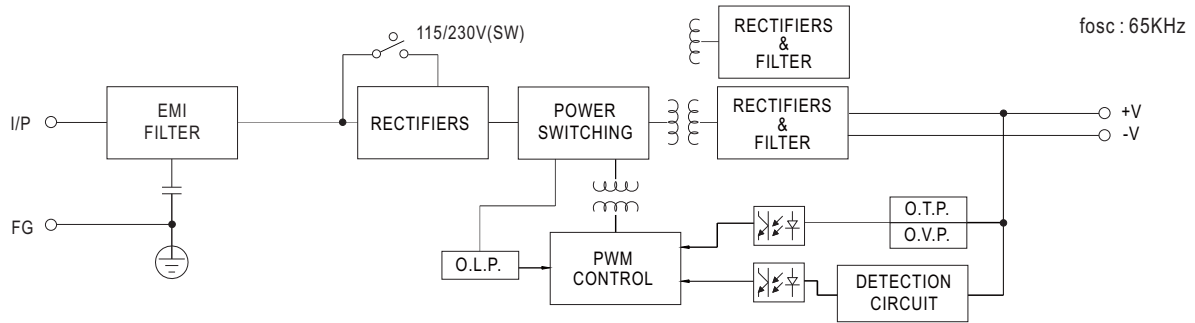 115/230V(SW)
RECTIFIERS
&
FILTER
fosc : 65KHz
I/P
EMI
FILTER
RECTIFIERS
POWER
SWITCHING
RECTIFIERS
&
FILTER
+V
-V
FG
O.L.P.
PWM
CONTROL
O.T.P.
O.V.P.
DETECTION
CIRCUIT